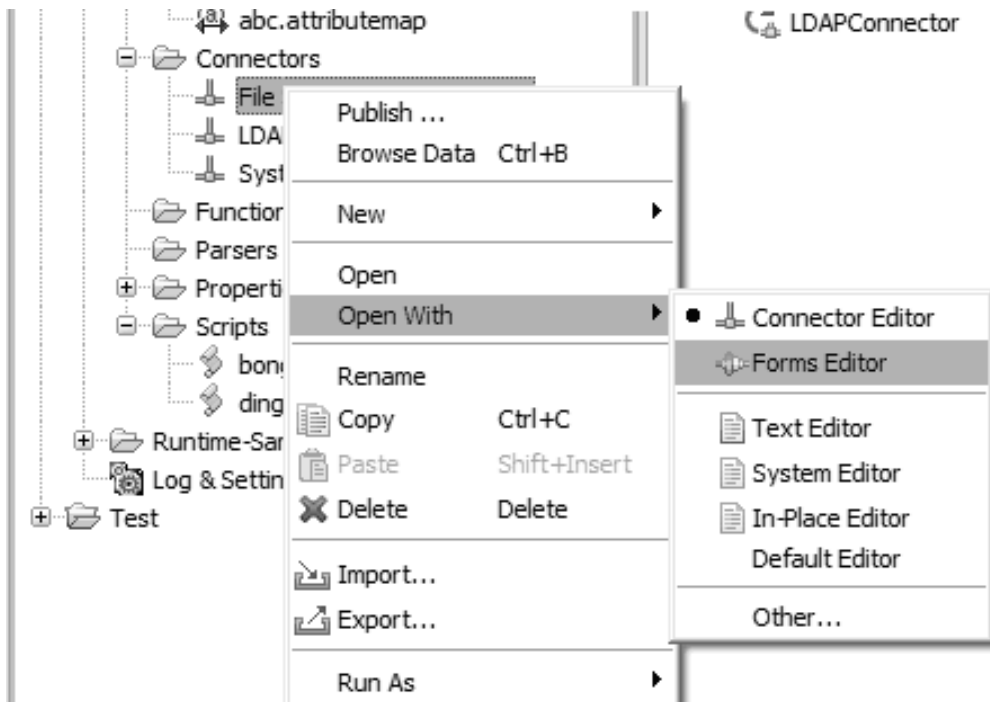 abc.attributemap
Connectors
File
LDA
Syst
Function
Parsers
Properti
Scripts
bon
ding
Runtime-Sar
Log & Settin
Test
LDAPConnector
Publish ...
Browse Data Ctrl+B
New
Open
Open With
Rename
Copy Ctrl+C
Paste Shift+Insert
Delete Delete
Import...
Export...
Run As
Connector Editor
Forms Editor
Text Editor
System Editor
In-Place Editor
Default Editor
Other...